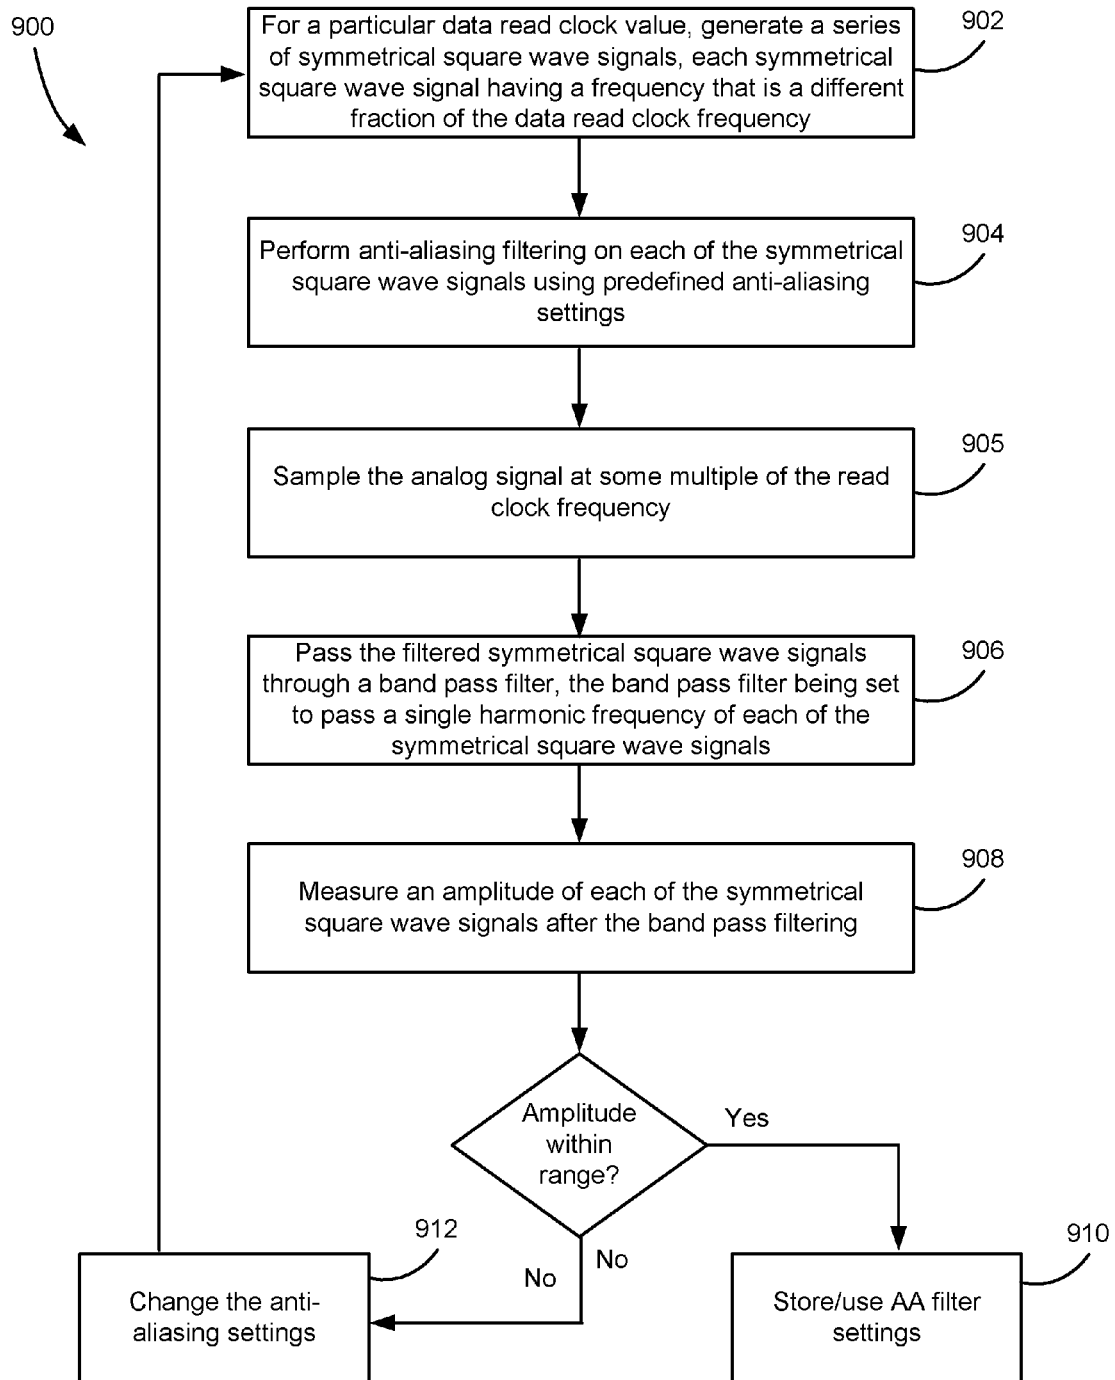 900
For a particular data read clock value, generate a series
of symmetrical square wave signals, each symmetrical
square wave signal having a frequency that is a different
fraction of the data read clock frequency
902
Perform anti-aliasing filtering on each of the symmetrical
square wave signals using predefined anti-aliasing
settings
904
Sample the analog signal at some multiple of the read
clock frequency
905
Pass the filtered symmetrical square wave signals
through a band pass filter, the band pass filter being set
to pass a single harmonic frequency of each of the
symmetrical square wave signals
906
Measure an amplitude of each of the symmetrical
square wave signals after the band pass filtering
908
Amplitude
within
range?
Yes
No
No
912
Change the anti-
aliasing settings
910
Store/use AA filter
settings